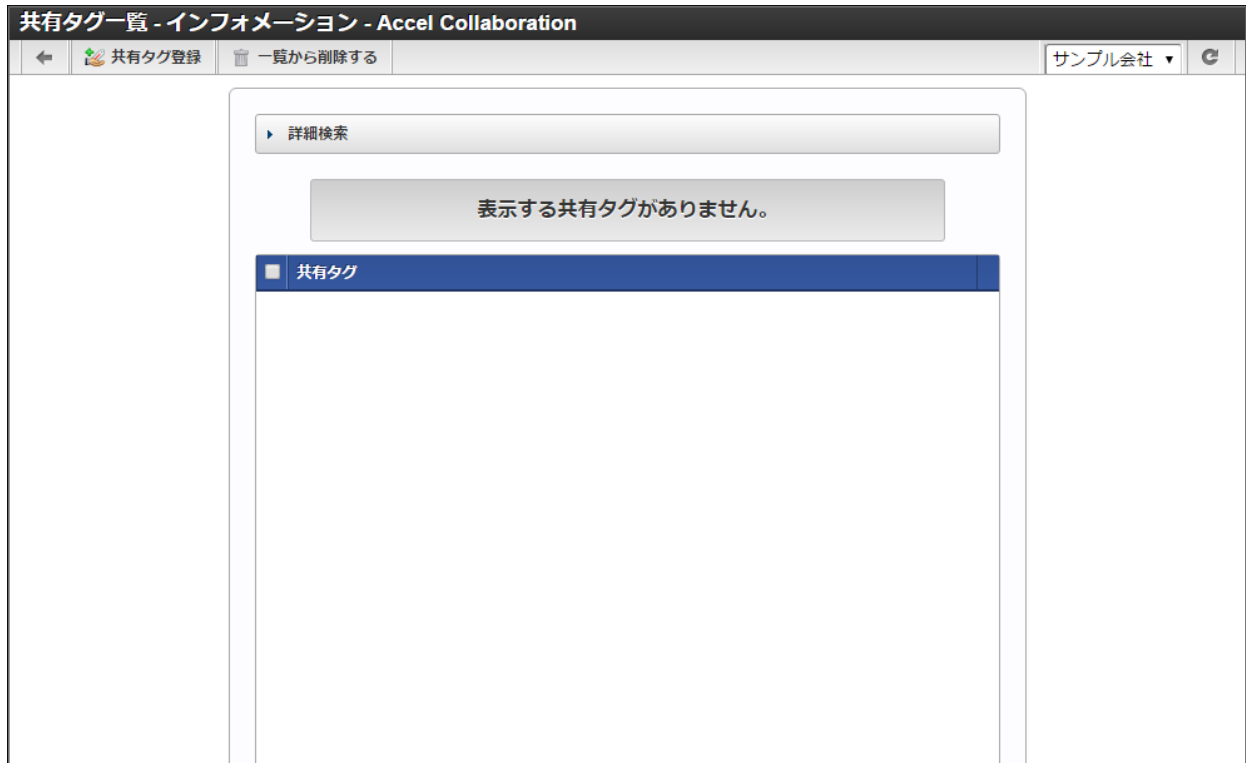 共有タグ一覧 - インフォメーション - Accel Collaboration
共有タグ登録 一覧から削除する サンプル会社
詳細検索
表示する共有タグがありません。
共有タグ